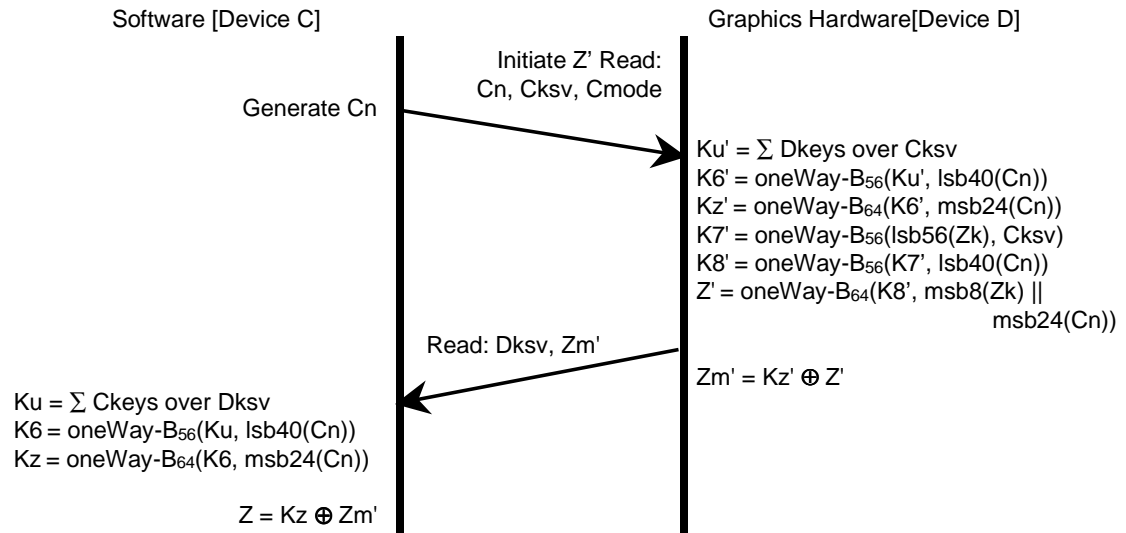 Software [Device C]
Graphics Hardware[Device D]
Initiate Z’ Read:
Cn, Cksv, Cmode
Generate Cn
Ku' = ∑ Dkeys over Cksv
K6' = oneWay-B56(Ku', lsb40(Cn))
Kz' = oneWay-B64(K6’, msb24(Cn))
K7' = oneWay-B56(lsb56(Zk), Cksv)
K8' = oneWay-B56(K7’, lsb40(Cn))
Z' = oneWay-B64(K8’, msb8(Zk) ||
msb24(Cn))
Read: Dksv, Zm'
Zm' = Kz' ⊕ Z'
Ku = ∑ Ckeys over Dksv
K6 = oneWay-B56(Ku, lsb40(Cn))
Kz = oneWay-B64(K6, msb24(Cn))
Z = Kz ⊕ Zm'